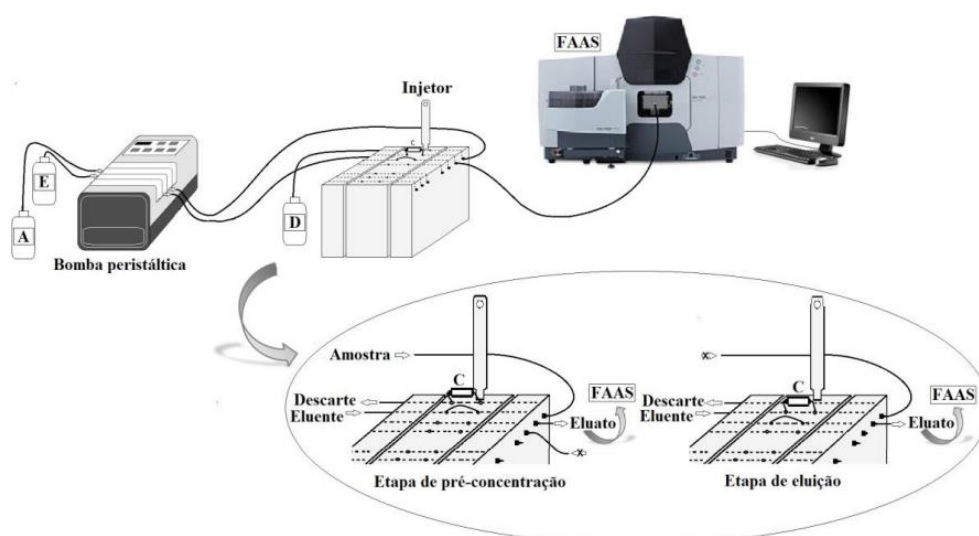 FAAS
Injetor
C
E
A
D
Bomba peristáltica
Amostra
C
Descarte
Eluente
FAAS
Eluato
x
Etapa de pré-concentração
x
C
Descarte
Eluente
FAAS
Eluato
Etapa de eluição